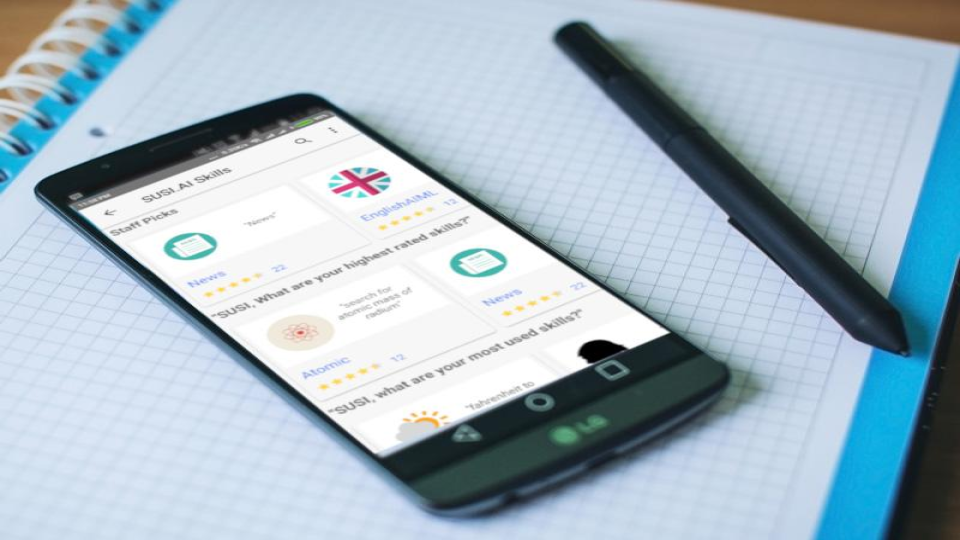 SUSI.AI Skills
Staff Picks
"News"
News
22
EnglishAIML
12
"SUSI, What are your highest rated skills?"
"search for
atomic mass of
radium"
Atomic
12
News
22
"SUSI, what are your most used skills?"
"fahrenheit to
LG